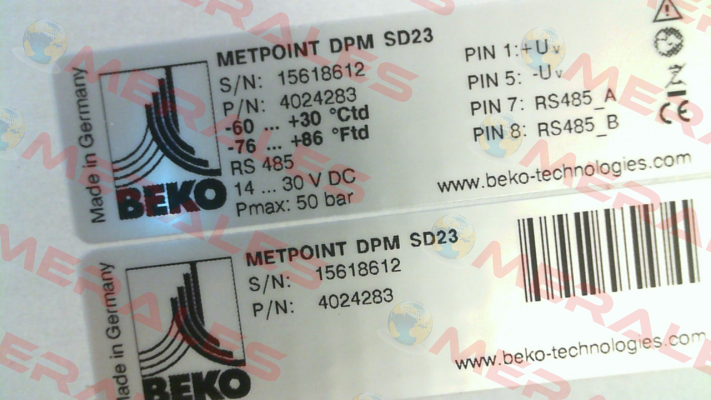 Made in Germany
BEKO
METPOINT DPM SD23
S/N: 15618612
P/N: 4024283
-60 ... +30 °Ctd
-76 ... +86 °Ftd
RS 485
14 ... 30 V DC
Pmax: 50 bar
PIN 1: +Uv
PIN 5: -Uv
PIN 7: RS485_A
PIN 8: RS485_B
CE
www.beko-technologies.com
Made in Germany
BEKO
METPOINT DPM SD23
S/N: 15618612
P/N: 4024283
www.beko-technologies.com
MERALES